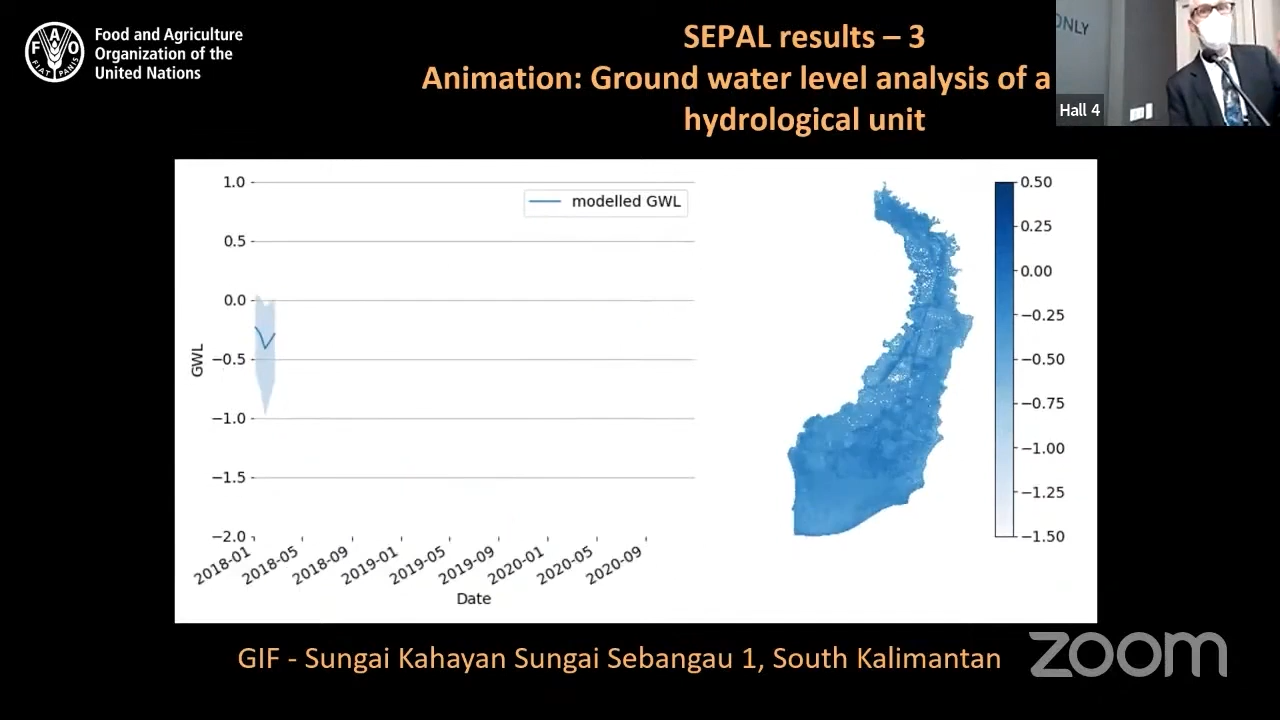 Food and Agriculture
Organization of the
United Nations
F A O
FIAT PANIS
SEPAL results – 3
Animation: Ground water level analysis of a
hydrological unit
ONLY
Hall 4
1.0
0.5
0.0
−0.5
−1.0
−1.5
−2.0
GWL
modelled GWL
2018-01
2018-05
2018-09
2019-01
2019-05
2019-09
2020-01
2020-05
2020-09
Date
0.50
0.25
0.00
−0.25
−0.50
−0.75
−1.00
−1.25
−1.50
GIF - Sungai Kahayan Sungai Sebangau 1, South Kalimantan
zoom